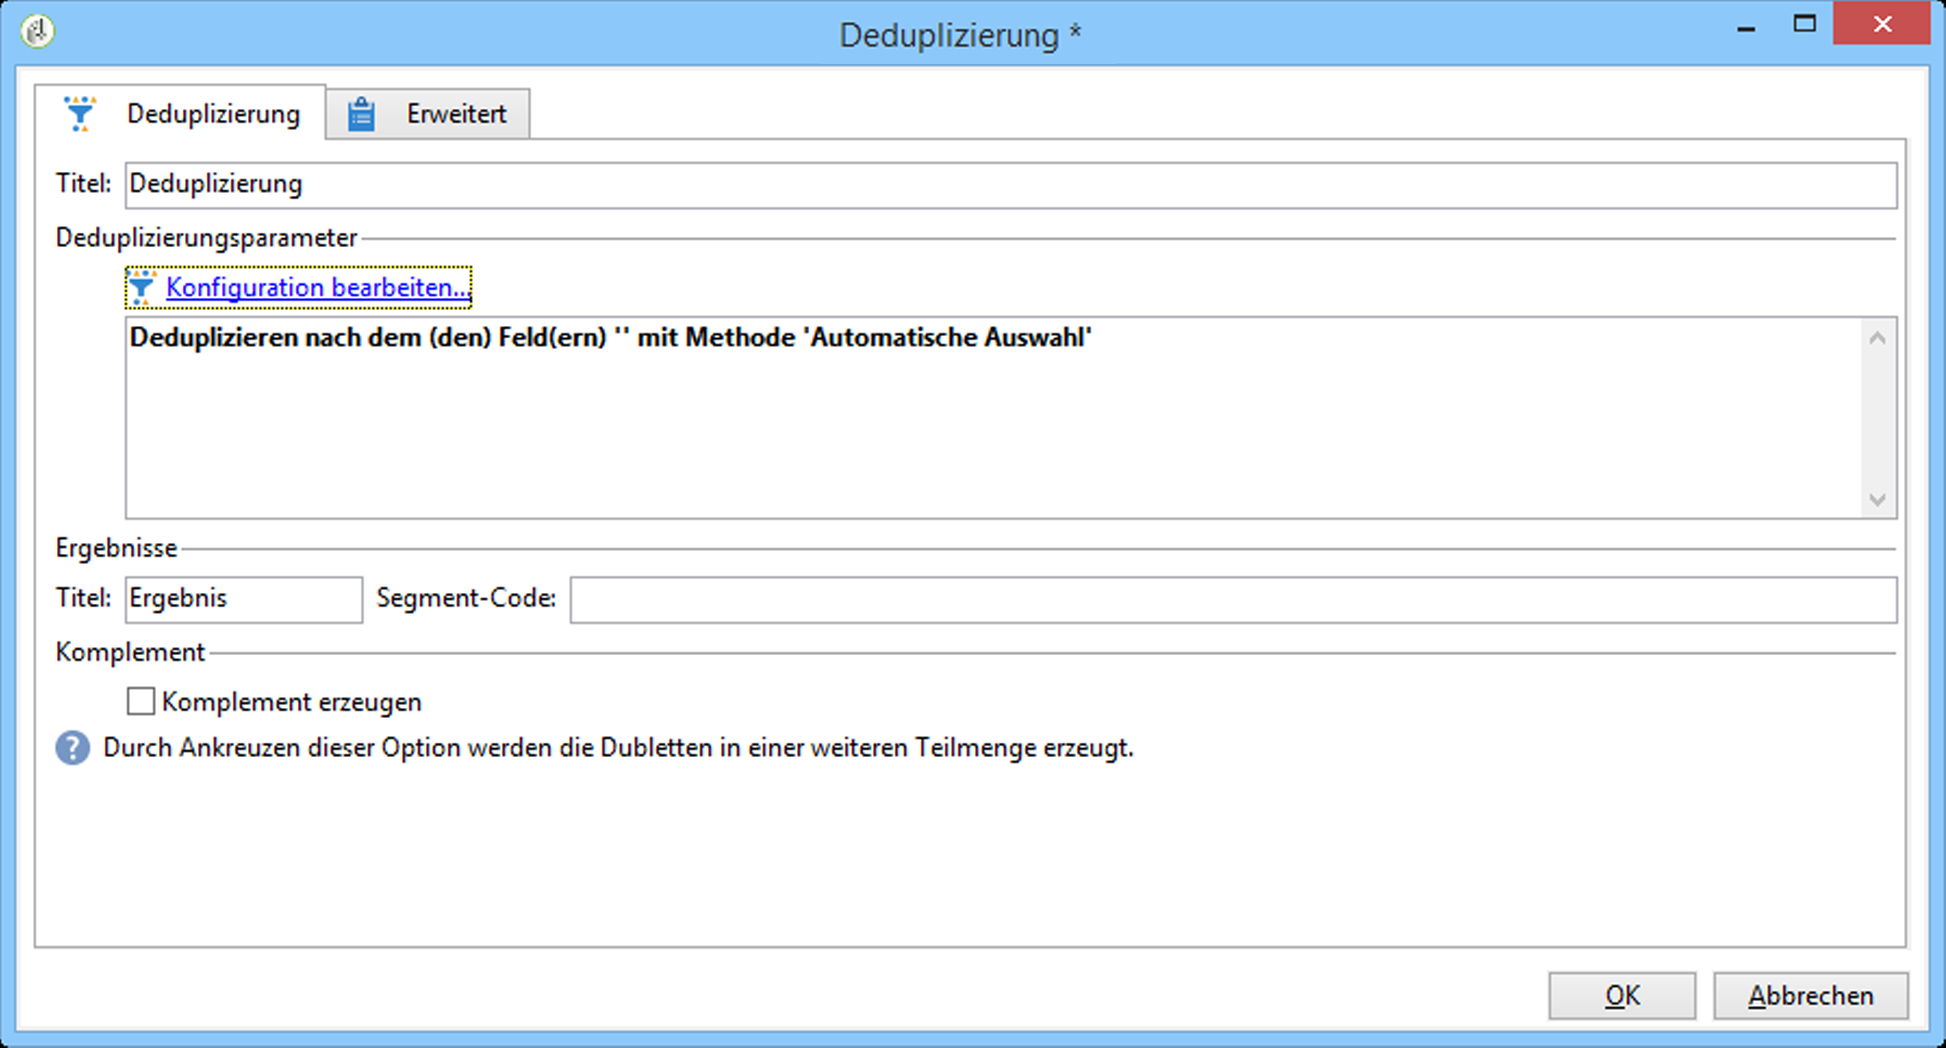 Deduplizierung *
Deduplizierung
Erweitert
Titel: Deduplizierung
Deduplizierungsparameter
Konfiguration bearbeiten...
Deduplizieren nach dem (den) Feld(ern) '' mit Methode 'Automatische Auswahl'
Ergebnisse
Titel: Ergebnis Segment-Code:
Komplement
Komplement erzeugen
? Durch Ankreuzen dieser Option werden die Dubletten in einer weiteren Teilmenge erzeugt.
OK Abbrechen